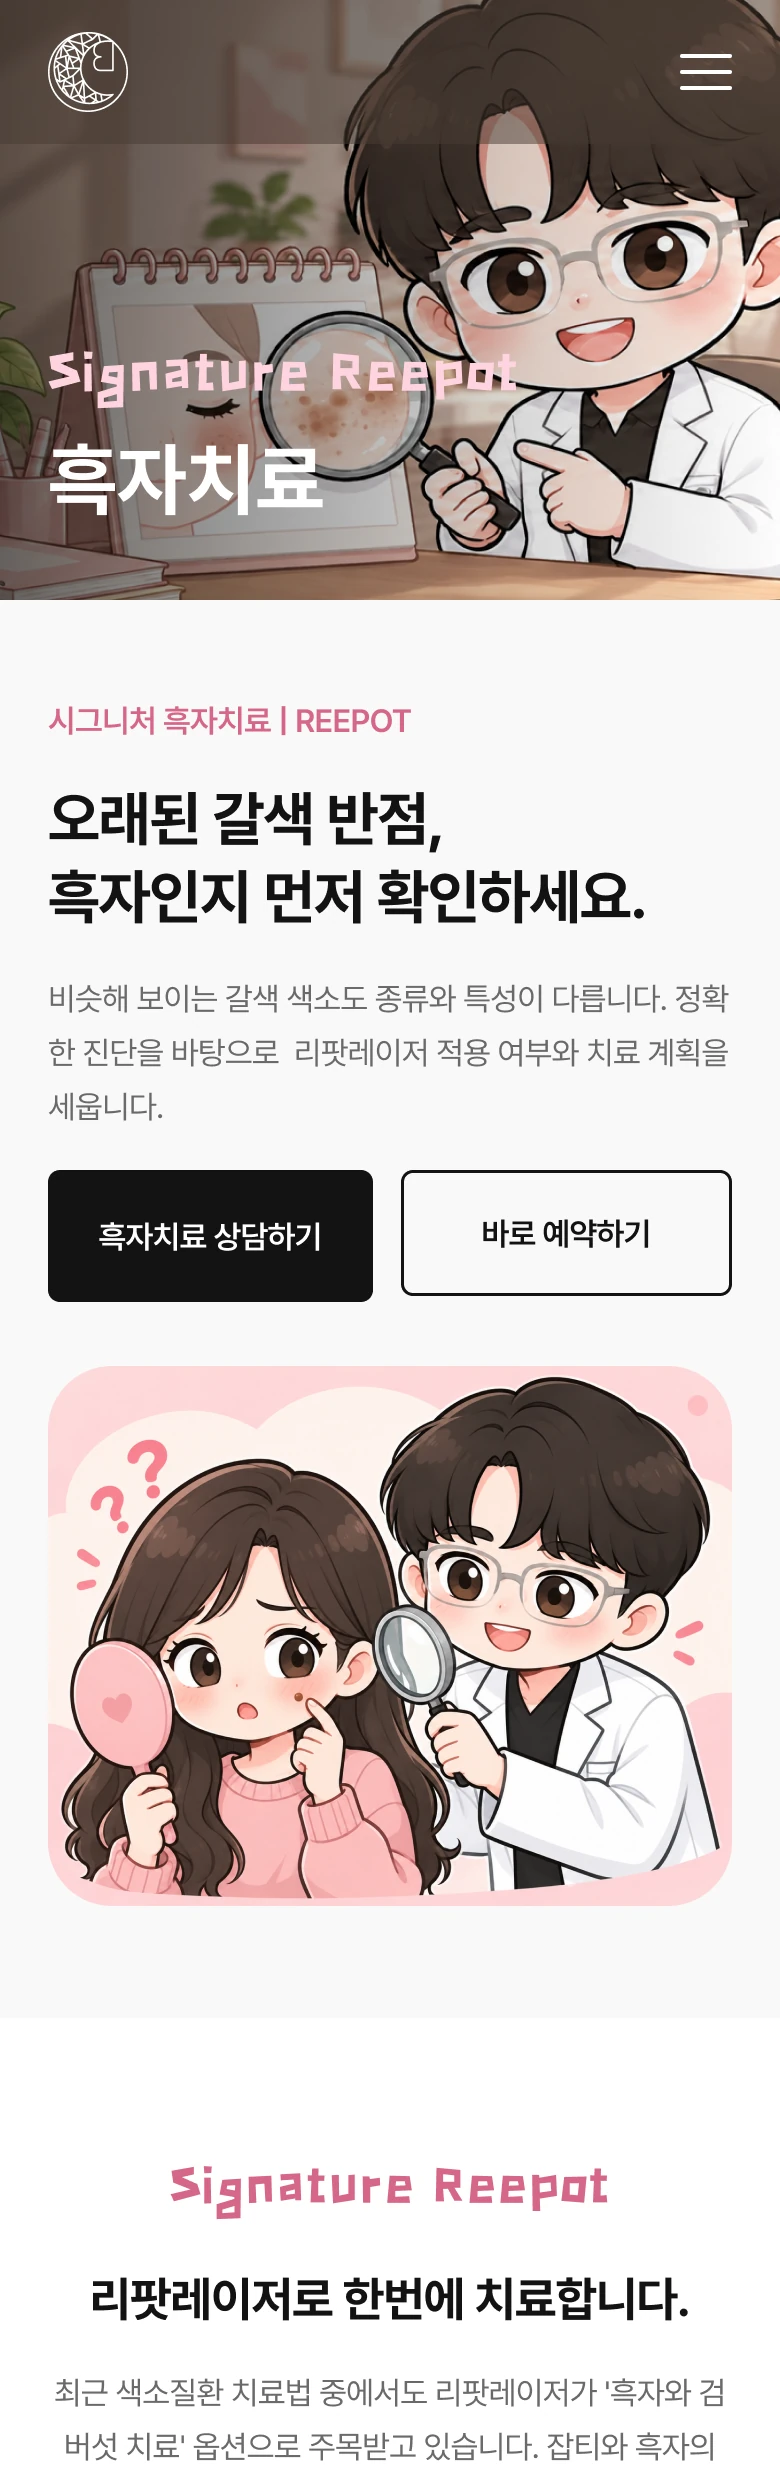 Signature Reepot
흑자치료
시그니처 흑자치료 | REEPOT
오래된 갈색 반점,
흑자인지 먼저 확인하세요.
비슷해 보이는 갈색 색소도 종류와 특성이 다릅니다. 정확
한 진단을 바탕으로  리팟레이저 적용 여부와 치료 계획을
세웁니다.
흑자치료 상담하기
바로 예약하기
??
Signature Reepot
리팟레이저로 한번에 치료합니다.
최근 색소질환 치료법 중에서도 리팟레이저가 '흑자와 검
버섯 치료' 옵션으로 주목받고 있습니다. 잡티와 흑자의